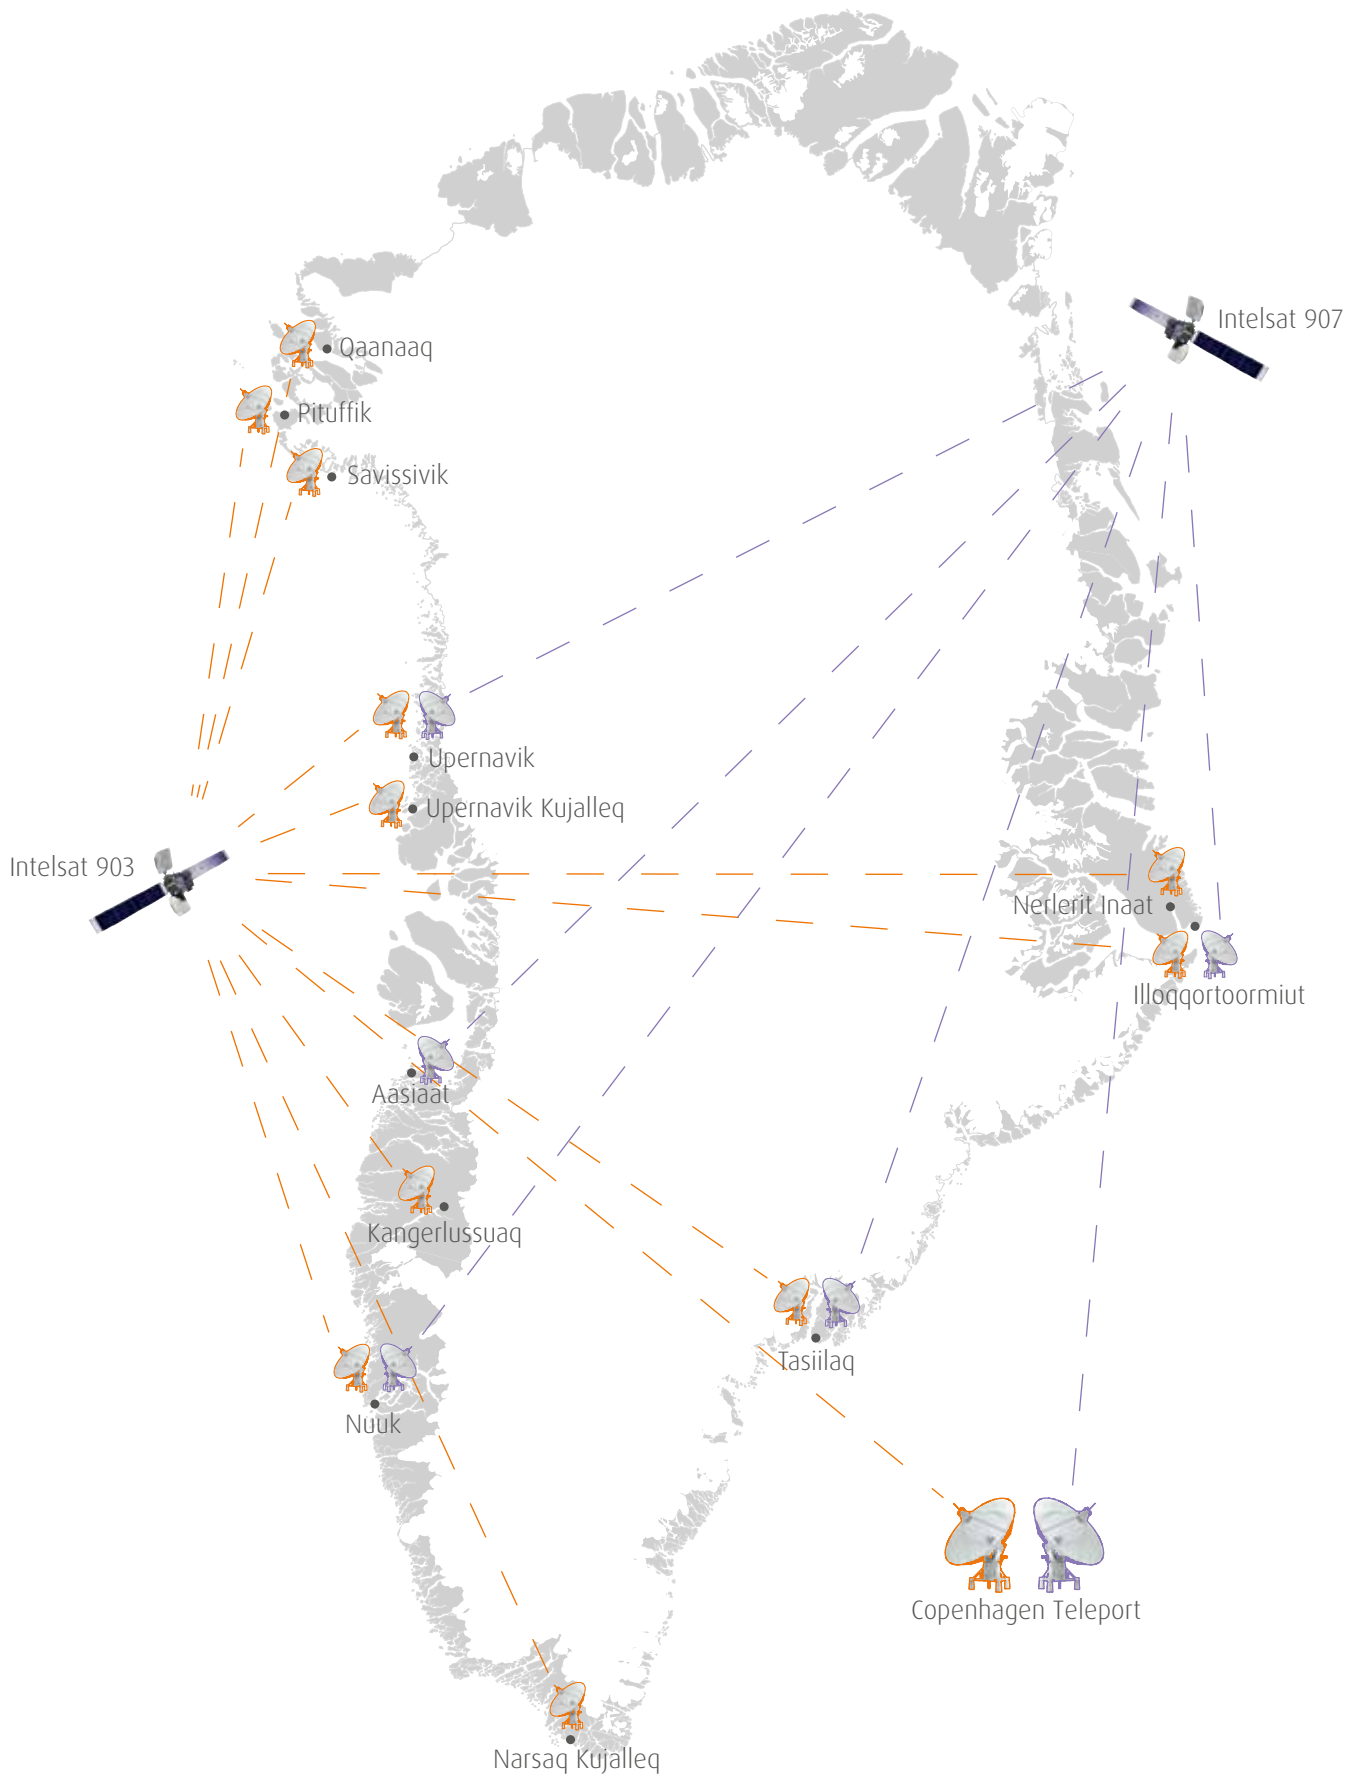 Intelsat 907
Qaanaaq
Pituffik
Savissivik
Upernavik
Upernavik Kujalleq
Intelsat 903
Nerlerit Inaat
Illoqqortoormiut
Aasiaat
Kangerlussuaq
Tasiilaq
Nuuk
Copenhagen Teleport
Narsaq Kujalleq